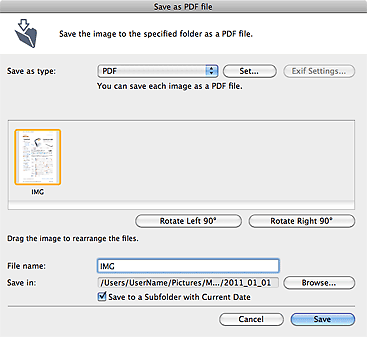 Save as PDF file
Save the image to the specified folder as a PDF file.
Save as type: PDF Set... Exif Settings...
You can save each image as a PDF file.
IMG
Rotate Left 90° Rotate Right 90°
Drag the image to rearrange the files.
File name: IMG
Save in: /Users/UserName/Pictures/M.../2011_01_01 Browse...
Save to a Subfolder with Current Date
Cancel Save